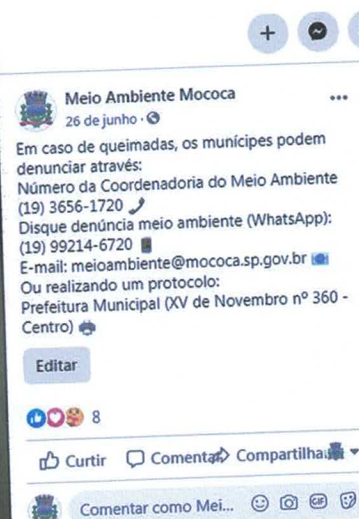 Meio Ambiente Mococa
26 de junho ·
Em caso de queimadas, os munícipes podem
denunciar através:
Número da Coordenadoria do Meio Ambiente
(19) 3656-1720
Disque denúncia meio ambiente (WhatsApp):
(19) 99214-6720
E-mail: meioambiente@mococa.sp.gov.br
Ou realizando um protocolo:
Prefeitura Municipal (XV de Novembro nº 360 -
Centro)
Editar
8
Curtir Comentar Compartilhar
Comentar como Mei... GIF